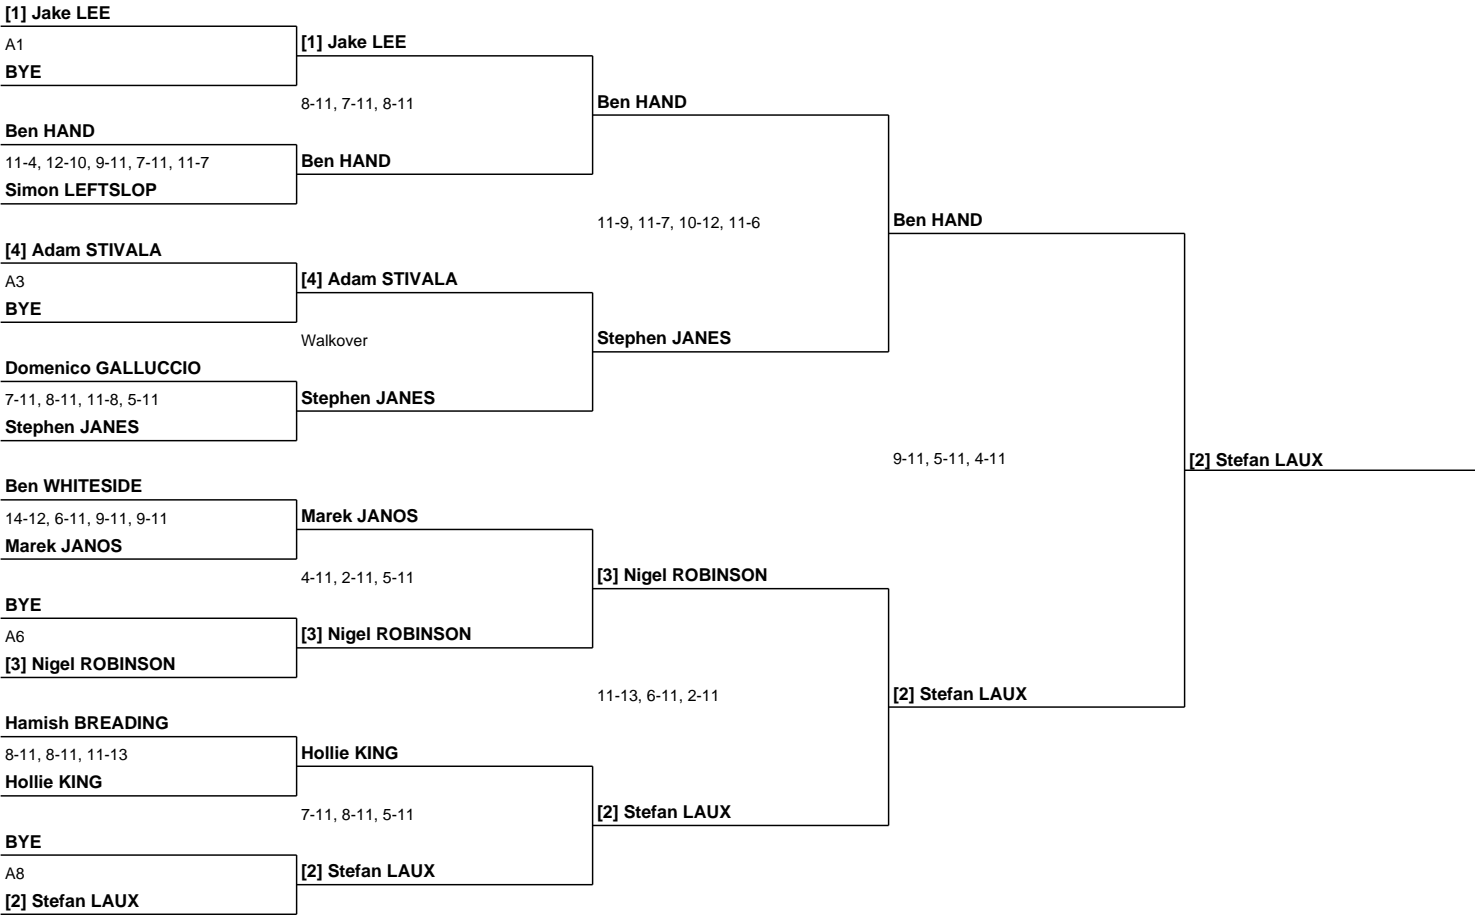 [1] Jake LEE
A1
BYE
Ben HAND
11-4, 12-10, 9-11, 7-11, 11-7
Simon LEFTSLOP
[4] Adam STIVALA
A3
BYE
Domenico GALLUCCIO
7-11, 8-11, 11-8, 5-11
Stephen JANES
Ben WHITESIDE
14-12, 6-11, 9-11, 9-11
Marek JANOS
BYE
A6
[3] Nigel ROBINSON
Hamish BREADING
8-11, 8-11, 11-13
Hollie KING
BYE
A8
[2] Stefan LAUX
[1] Jake LEE
8-11, 7-11, 8-11
Ben HAND
[4] Adam STIVALA
Walkover
Stephen JANES
Marek JANOS
4-11, 2-11, 5-11
[3] Nigel ROBINSON
Hollie KING
7-11, 8-11, 5-11
[2] Stefan LAUX
Ben HAND
11-9, 11-7, 10-12, 11-6
Stephen JANES
[3] Nigel ROBINSON
11-13, 6-11, 2-11
[2] Stefan LAUX
Ben HAND
9-11, 5-11, 4-11
[2] Stefan LAUX
[2] Stefan LAUX